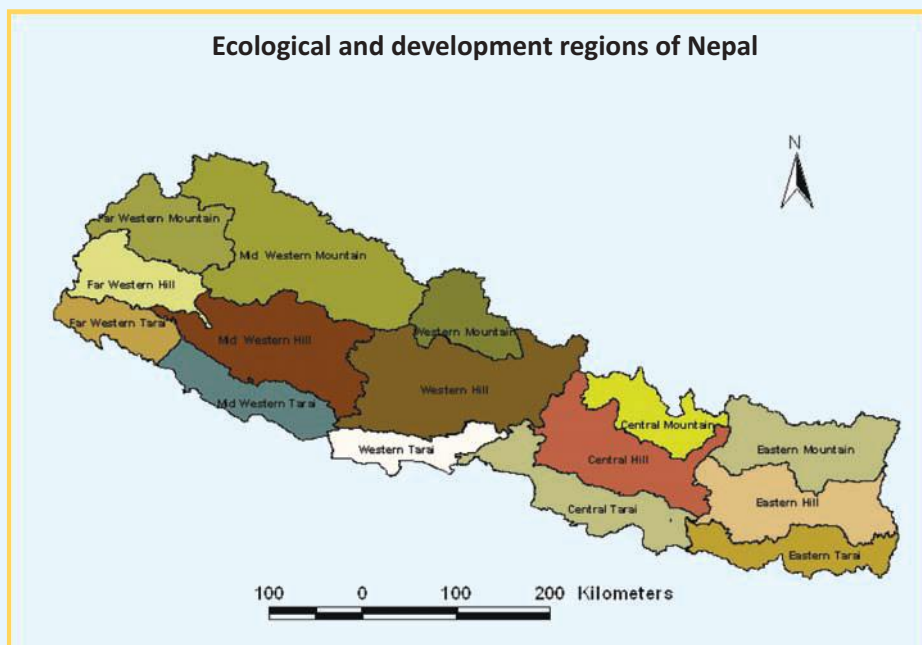 Ecological and development regions of Nepal
N
Far Western Mountain
Mid Western Mountain
Far Western Hill
Far Western Tarai
Mid Western Hill
Western Mountain
Mid Western Tarai
Western Hill
Western Tarai
Central Mountain
Central Hill
Eastern Mountain
Central Tarai
Eastern Hill
Eastern Tarai
100 0 100 200 Kilometers